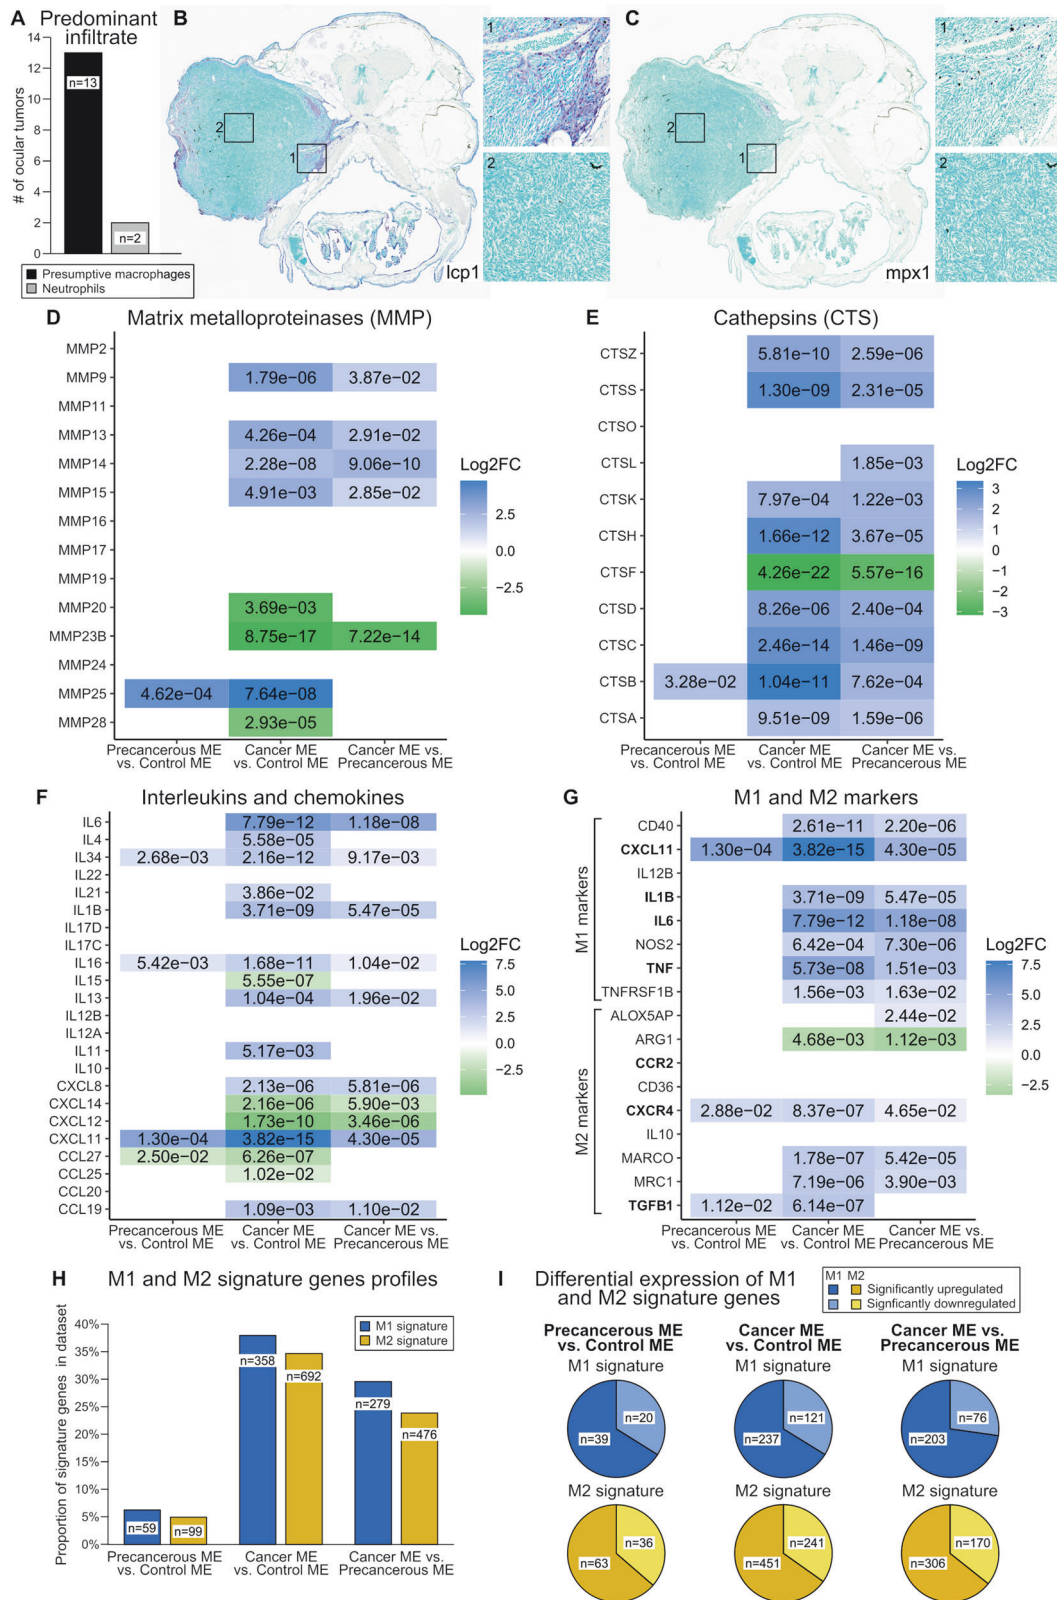 A Predominant infiltrate
# of ocular tumors
14
12
10
8
6
4
2
0
n=13
n=2
Presumptive macrophages
Neutrophils
B
2
1
lcp1
1
2
C
2
1
mpx1
1
2
D Matrix metalloproteinases (MMP)
MMP2
MMP9 1.79e−06 3.87e−02
MMP11
MMP13 4.26e−04 2.91e−02
MMP14 2.28e−08 9.06e−10
MMP15 4.91e−03 2.85e−02
MMP16
MMP17
MMP19
MMP20 3.69e−03
MMP23B 8.75e−17 7.22e−14
MMP24
MMP25 4.62e−04 7.64e−08
MMP28 2.93e−05
Precancerous ME vs. Control ME
Cancer ME vs. Control ME
Cancer ME vs. Precancerous ME
Log2FC
2.5
0.0
−2.5
E Cathepsins (CTS)
CTSZ 5.81e−10 2.59e−06
CTSS 1.30e−09 2.31e−05
CTSO
CTSL 1.85e−03
CTSK 7.97e−04 1.22e−03
CTSH 1.66e−12 3.67e−05
CTSF 4.26e−22 5.57e−16
CTSD 8.26e−06 2.40e−04
CTSC 2.46e−14 1.46e−09
CTSB 3.28e−02 1.04e−11 7.62e−04
CTSA 9.51e−09 1.59e−06
Precancerous ME vs. Control ME
Cancer ME vs. Control ME
Cancer ME vs. Precancerous ME
Log2FC
3
2
1
0
−1
−2
−3
F Interleukins and chemokines
IL6 7.79e−12 1.18e−08
IL4 5.58e−05
IL34 2.68e−03 2.16e−12 9.17e−03
IL22
IL21 3.86e−02
IL1B 3.71e−09 5.47e−05
IL17D
IL17C
IL16 5.42e−03 1.68e−11 1.04e−02
IL15 5.55e−07
IL13 1.04e−04 1.96e−02
IL12B
IL12A
IL11 5.17e−03
IL10
CXCL8 2.13e−06 5.81e−06
CXCL14 2.16e−06 5.90e−03
CXCL12 1.73e−10 3.46e−06
CXCL11 1.30e−04 3.82e−15 4.30e−05
CCL27 2.50e−02 6.26e−07
CCL25 1.02e−02
CCL20
CCL19 1.09e−03 1.10e−02
Precancerous ME vs. Control ME
Cancer ME vs. Control ME
Cancer ME vs. Precancerous ME
Log2FC
7.5
5.0
2.5
0.0
−2.5
G M1 and M2 markers
M1 markers
CD40 2.61e−11 2.20e−06
CXCL11 1.30e−04 3.82e−15 4.30e−05
IL12B
IL1B 3.71e−09 5.47e−05
IL6 7.79e−12 1.18e−08
NOS2 6.42e−04 7.30e−06
TNF 5.73e−08 1.51e−03
TNFRSF1B 1.56e−03 1.63e−02
M2 markers
ALOX5AP 2.44e−02
ARG1 4.68e−03 1.12e−03
CCR2
CD36
CXCR4 2.88e−02 8.37e−07 4.65e−02
IL10
MARCO 1.78e−07 5.42e−05
MRC1 7.19e−06 3.90e−03
TGFB1 1.12e−02 6.14e−07
Precancerous ME vs. Control ME
Cancer ME vs. Control ME
Cancer ME vs. Precancerous ME
Log2FC
7.5
5.0
2.5
0.0
−2.5
H M1 and M2 signature genes profiles
Proportion of signature genes in dataset
40%
35%
30%
25%
20%
15%
10%
5%
0%
M1 signature
M2 signature
n=59
n=99
n=358
n=692
n=279
n=476
Precancerous ME vs. Control ME
Cancer ME vs. Control ME
Cancer ME vs. Precancerous ME
I Differential expression of M1 and M2 signature genes
M1 M2
Significantly upregulated
Signficantly downregulated
Precancerous ME vs. Control ME
Cancer ME vs. Control ME
Cancer ME vs. Precancerous ME
M1 signature
M1 signature
M1 signature
n=20
n=39
n=121
n=237
n=76
n=203
M2 signature
M2 signature
M2 signature
n=36
n=63
n=241
n=451
n=170
n=306